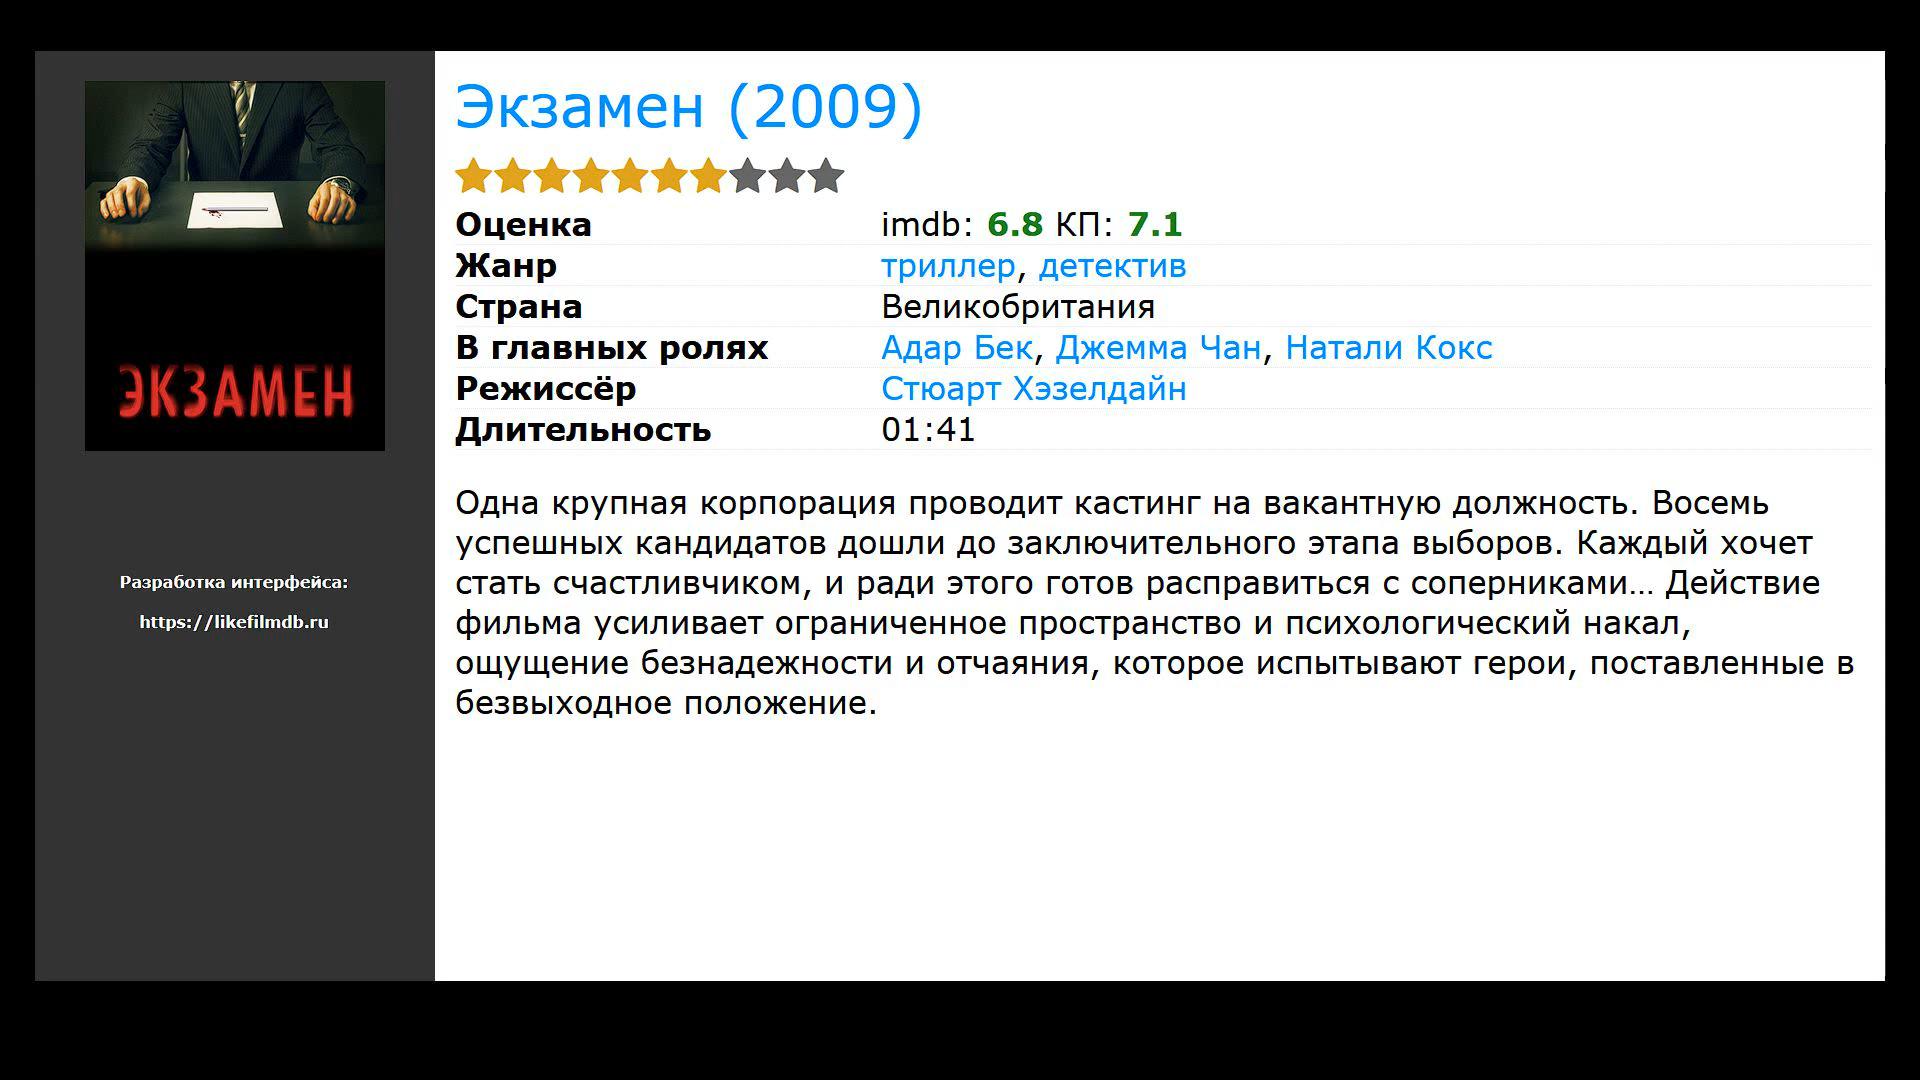 ЭКЗАМЕН
Разработка интерфейса:
https://likefilmdb.ru
Экзамен (2009)
Оценка imdb: 6.8 КП: 7.1
Жанр триллер, детектив
Страна Великобритания
В главных ролях Адар Бек, Джемма Чан, Натали Кокс
Режиссёр Стюарт Хэзелдайн
Длительность 01:41
Одна крупная корпорация проводит кастинг на вакантную должность. Восемь
успешных кандидатов дошли до заключительного этапа выборов. Каждый хочет
стать счастливчиком, и ради этого готов расправиться с соперниками… Действие
фильма усиливает ограниченное пространство и психологический накал,
ощущение безнадежности и отчаяния, которое испытывают герои, поставленные в
безвыходное положение.